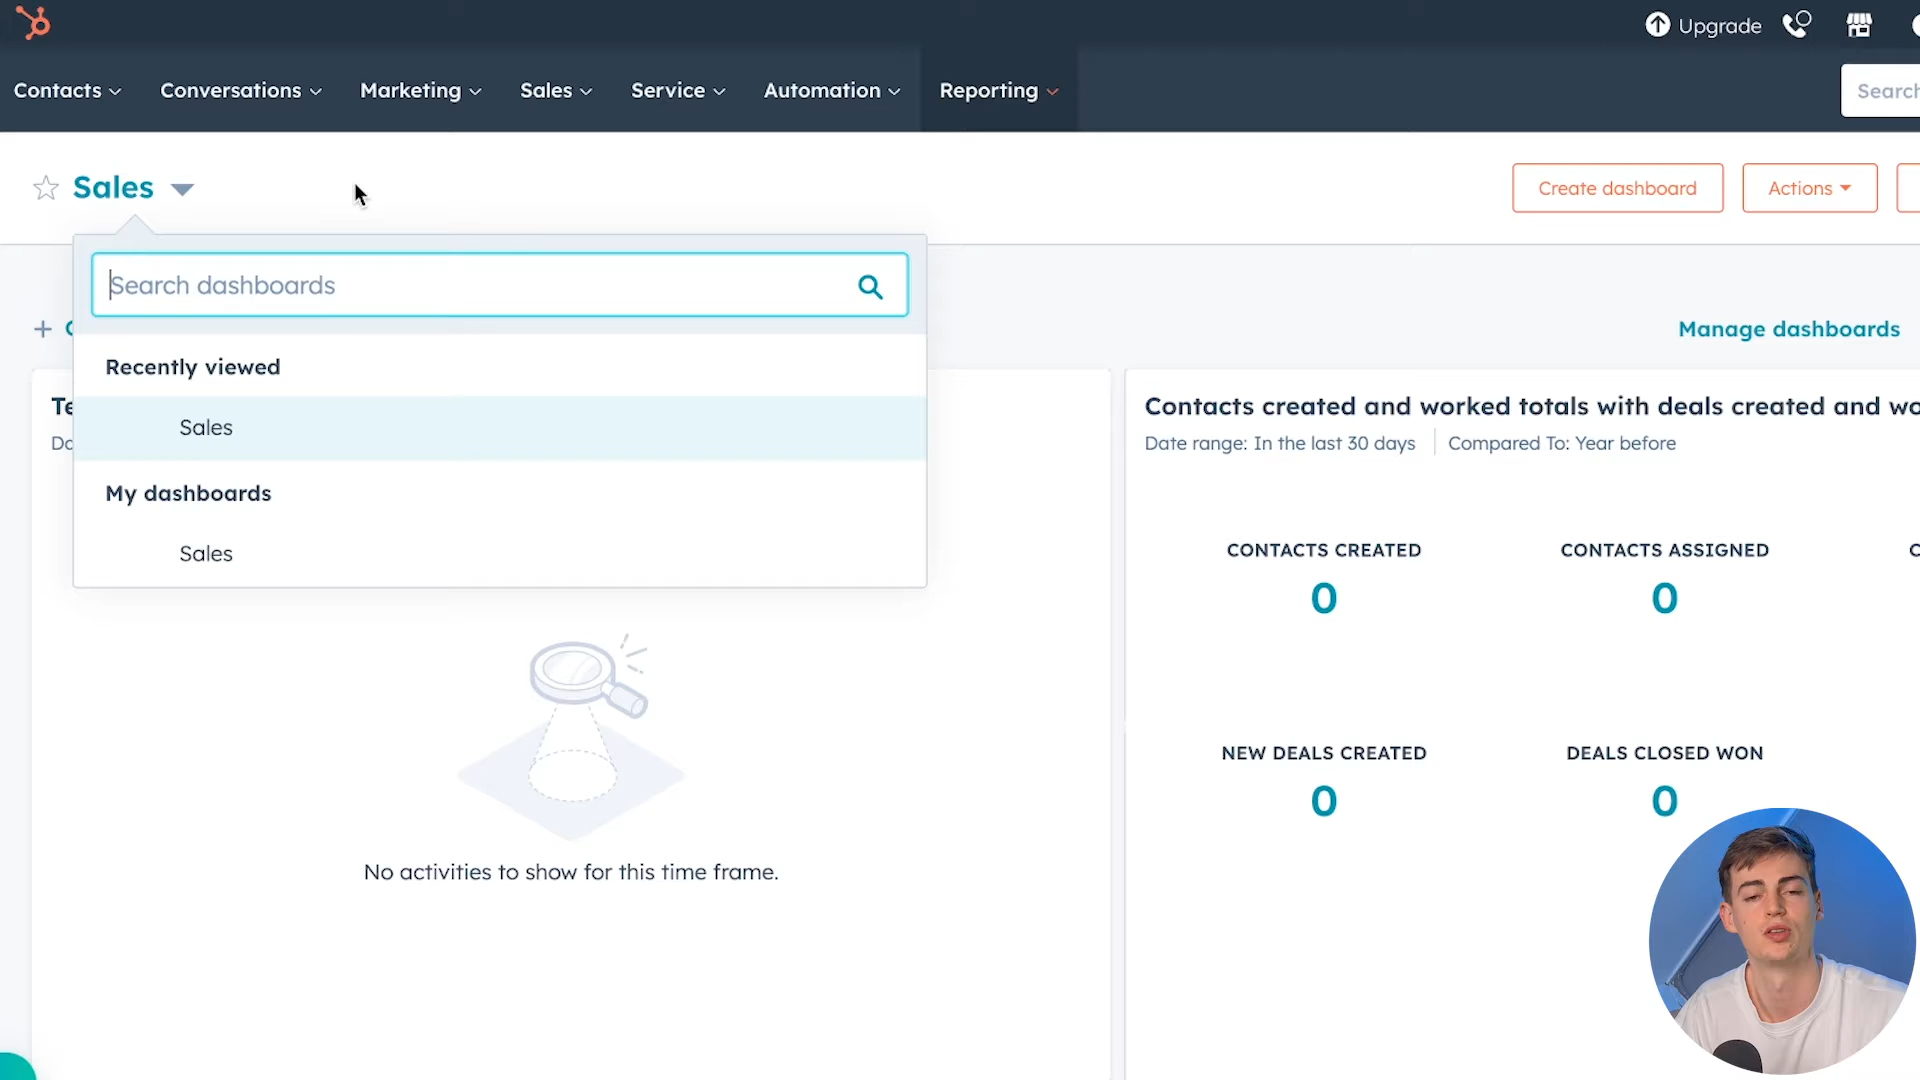 Upgrade
Contacts
Conversations
Marketing
Sales
Service
Automation
Reporting
Search
Sales
Create dashboard
Actions
Search dashboards
Manage dashboards
Recently viewed
Sales
My dashboards
Sales
Contacts created and worked totals with deals created and wo
Date range: In the last 30 days
Compared To: Year before
CONTACTS CREATED
0
CONTACTS ASSIGNED
0
NEW DEALS CREATED
0
DEALS CLOSED WON
0
No activities to show for this time frame.